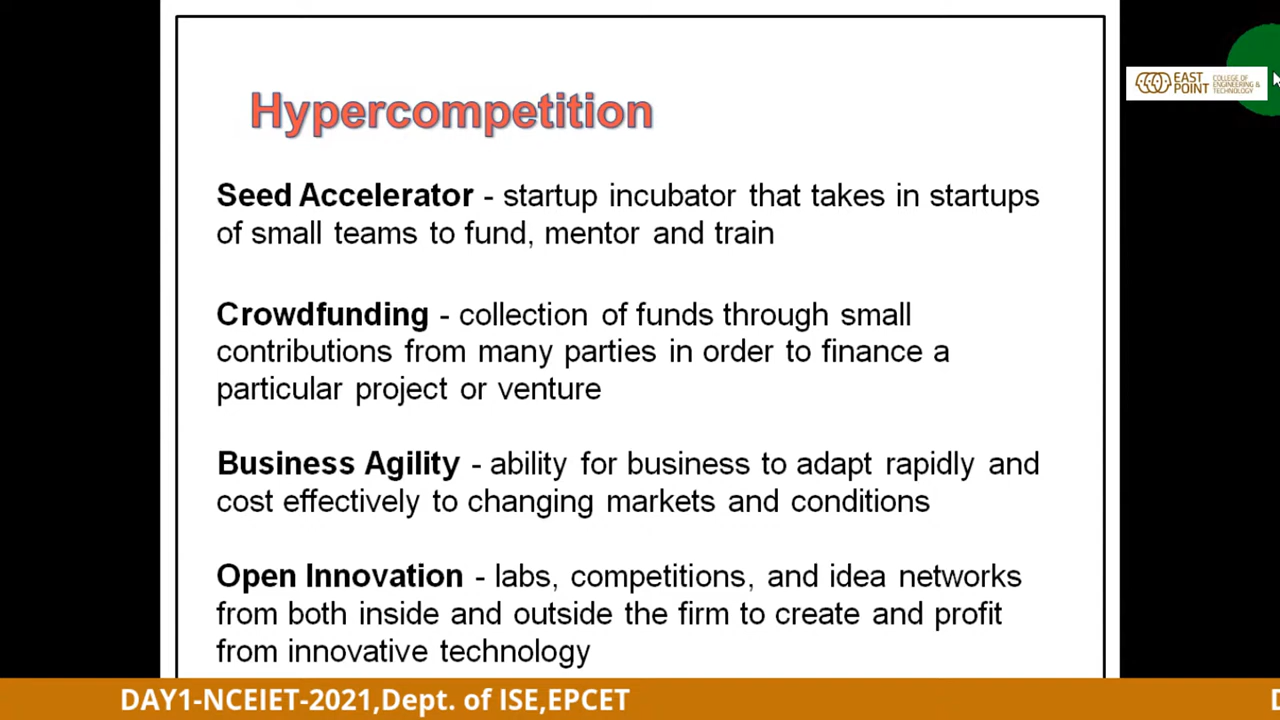 Hypercompetition
EAST
POINT
COLLEGE OF
ENGINEERING &
TECHNOLOGY
Seed Accelerator - startup incubator that takes in startups
of small teams to fund, mentor and train
Crowdfunding - collection of funds through small
contributions from many parties in order to finance a
particular project or venture
Business Agility - ability for business to adapt rapidly and
cost effectively to changing markets and conditions
Open Innovation - labs, competitions, and idea networks
from both inside and outside the firm to create and profit
from innovative technology
DAY1-NCEIET-2021,Dept. of ISE,EPCET